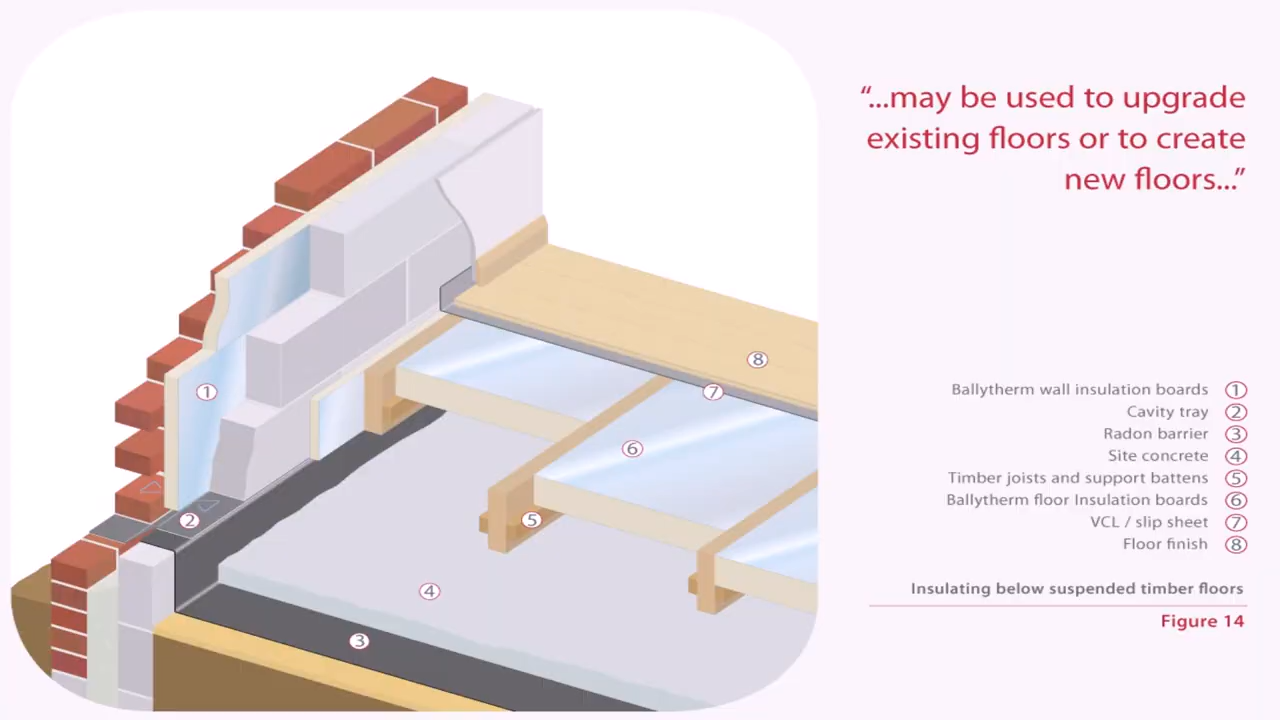 “...may be used to upgrade
existing floors or to create
new floors...”
Ballytherm wall insulation boards 1
Cavity tray 2
Radon barrier 3
Site concrete 4
Timber joists and support battens 5
Ballytherm floor Insulation boards 6
VCL / slip sheet 7
Floor finish 8
Insulating below suspended timber floors
Figure 14
1
2
3
4
5
6
7
8